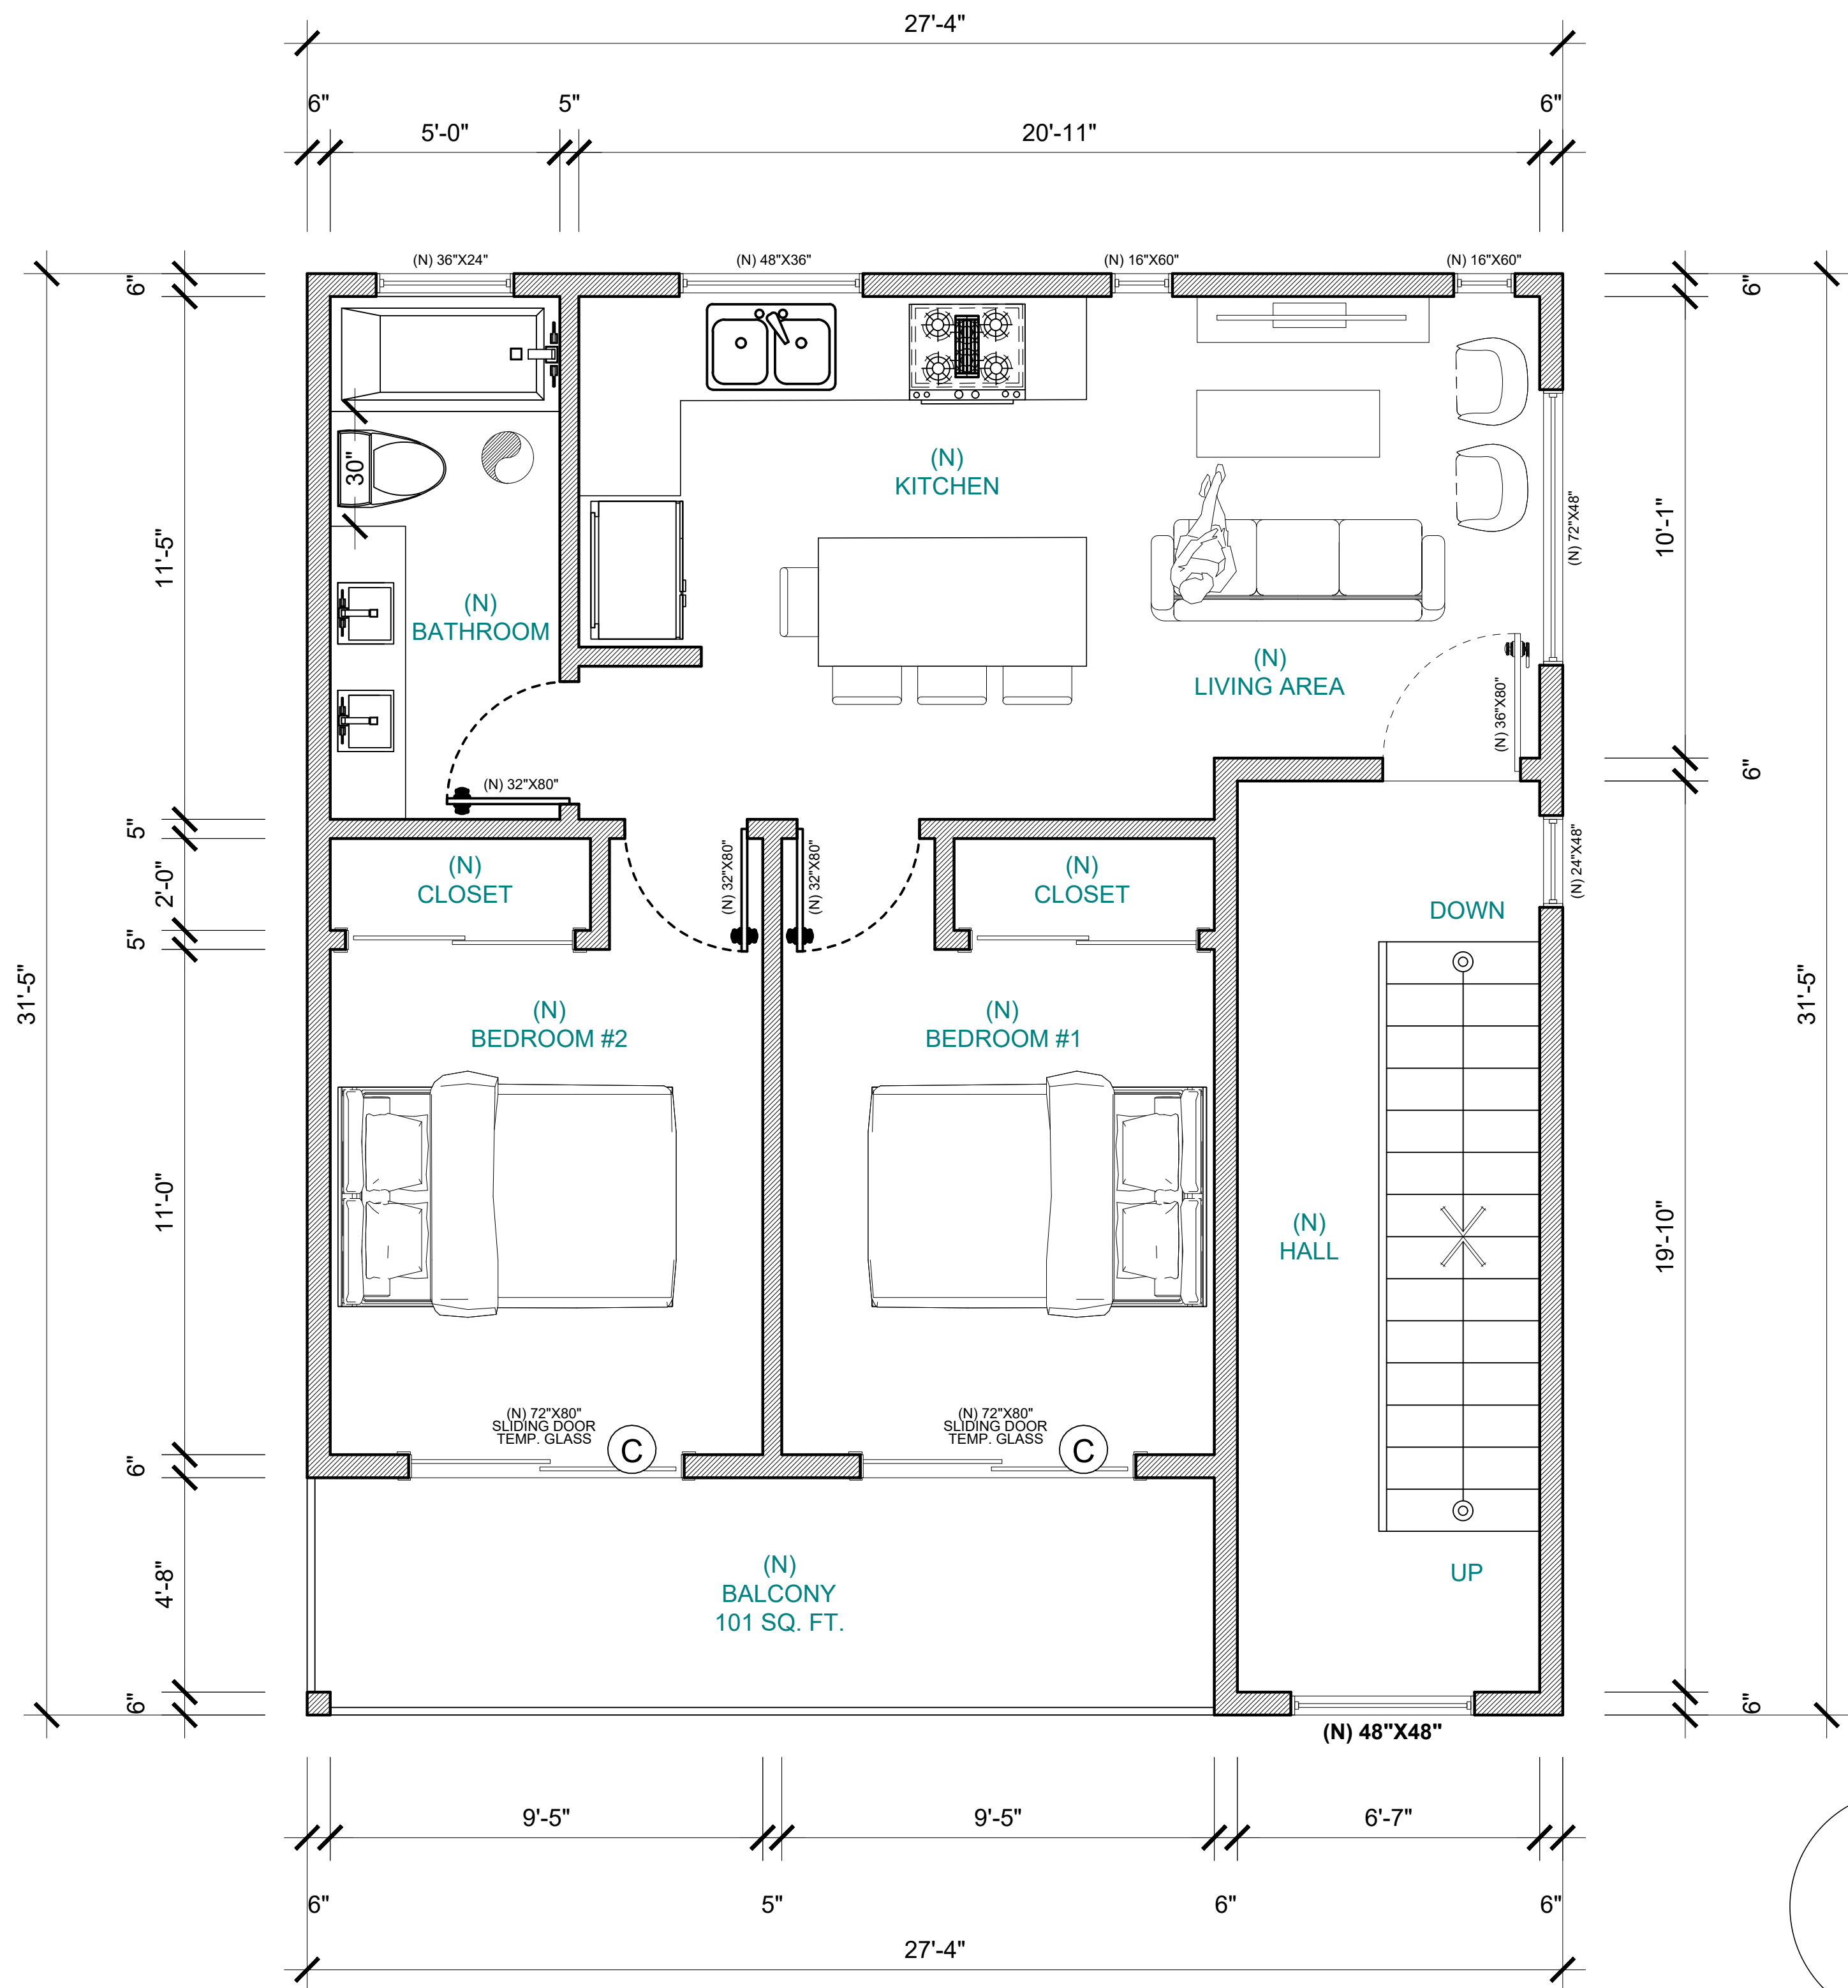 27'-4"
6"
5"
6"
5'-0"
20'-11"
(N) 36"X24"
(N) 48"X36"
(N) 16"X60"
(N) 16"X60"
6"
6"
30"
(N)
KITCHEN
(N) 72"X48"
10'-1"
11'-5"
(N)
BATHROOM
(N)
LIVING AREA
(N) 36"X80"
6"
(N) 32"X80"
5"
(N)
CLOSET
(N) 32"X80"
(N) 32"X80"
(N)
CLOSET
(N) 24"X48"
2'-0"
DOWN
5"
31'-5"
31'-5"
(N)
BEDROOM #2
(N)
BEDROOM #1
11'-0"
(N)
HALL
19'-10"
(N) 72"X80"
SLIDING DOOR
TEMP. GLASS
C
(N) 72"X80"
SLIDING DOOR
TEMP. GLASS
C
6"
4'-8"
(N)
BALCONY
101 SQ. FT.
UP
6"
6"
(N) 48"X48"
9'-5"
9'-5"
6'-7"
6"
5"
6"
6"
27'-4"